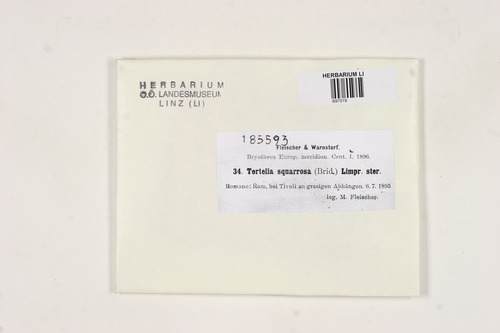 HERBARIUM
O.Ö. LANDESMUSEUM
LINZ (LI)
HERBARIUM LI
185593
Fleischer & Warnstorf.
Bryotheca Europ. meridion. Cent. I. 1896.
34. Tortella squarrosa (Brid.) Limpr. ster.
Romano: Rom, bei Tivoli an grasigen Abhängen. 6. 7. 1895
leg. M. Fleischer.